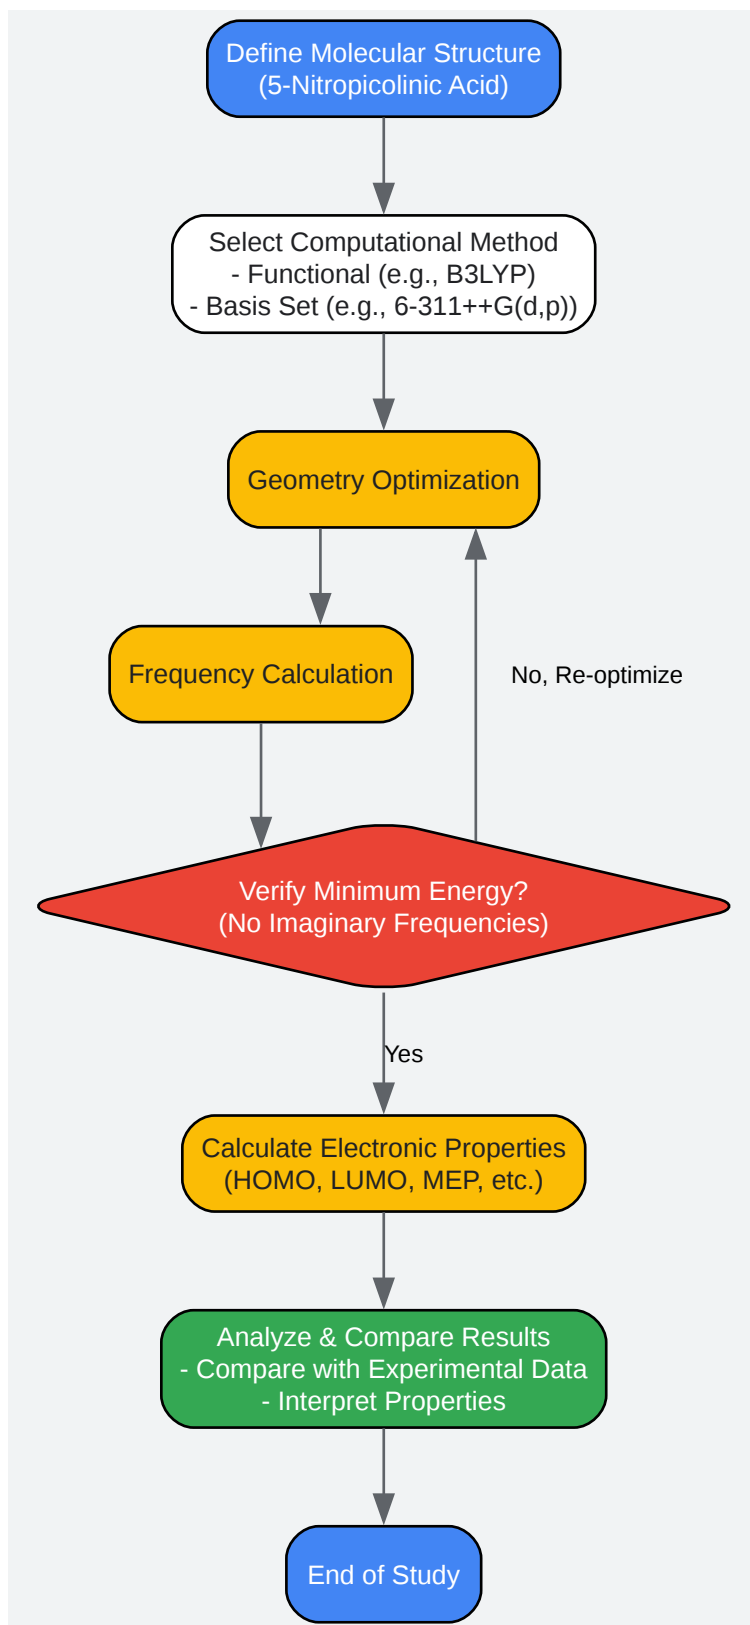 Define Molecular Structure
(5-Nitropicolinic Acid)
Select Computational Method
- Functional (e.g., B3LYP)
- Basis Set (e.g., 6-311++G(d,p))
Geometry Optimization
Frequency Calculation
No, Re-optimize
Verify Minimum Energy?
(No Imaginary Frequencies)
Yes
Calculate Electronic Properties
(HOMO, LUMO, MEP, etc.)
Analyze & Compare Results
- Compare with Experimental Data
- Interpret Properties
End of Study